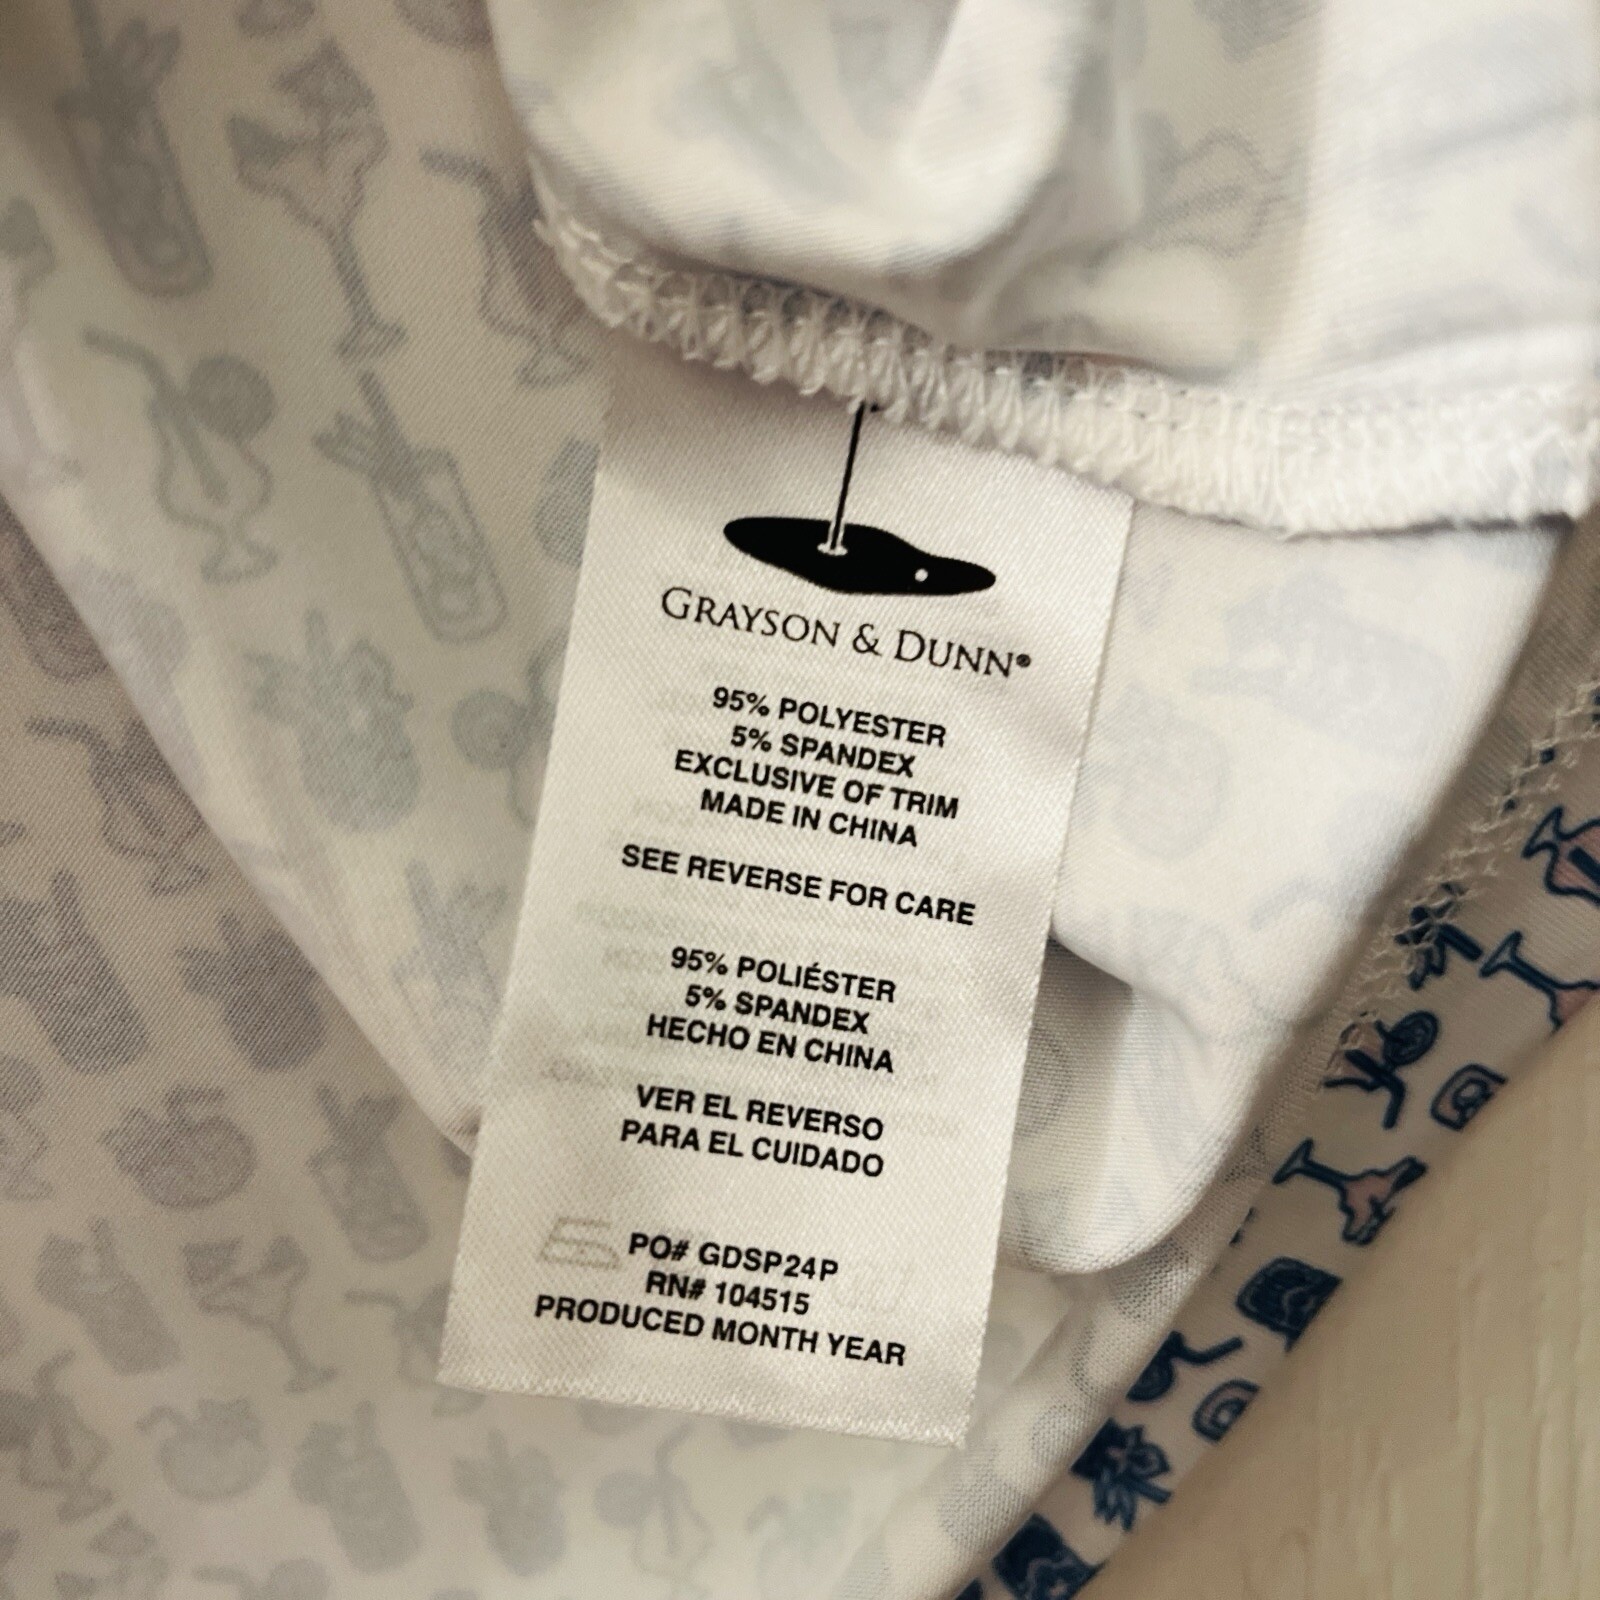 GRAYSON & DUNN®
95% POLYESTER
5% SPANDEX
EXCLUSIVE OF TRIM
MADE IN CHINA
SEE REVERSE FOR CARE
95% POLIÉSTER
5% SPANDEX
HECHO EN CHINA
VER EL REVERSO
PARA EL CUIDADO
PO# GDSP24P
RN# 104515
PRODUCED MONTH YEAR